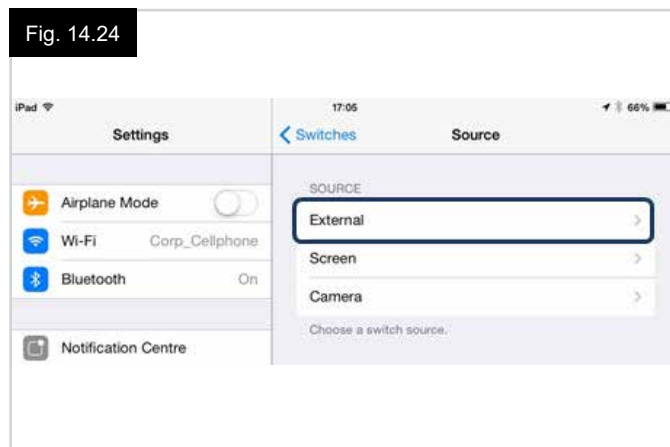 Fig. 14.24
iPad 17:05 66%
Settings
Switches Source
Airplane Mode
Wi-Fi Corp_Cellphone
Bluetooth On
Notification Centre
SOURCE
External
Screen
Camera
Choose a switch source.